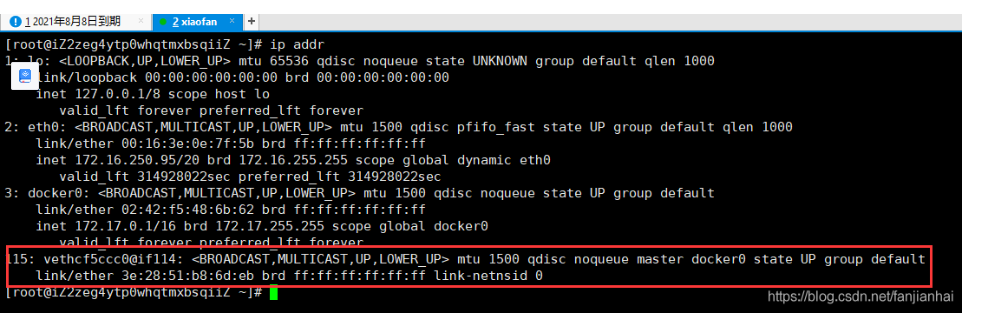 1 2021年8月8日到期 × 2 xiaofan × +
[root@iZ2zeg4ytp0whqtmxbsqiiZ ~]# ip addr
1: lo: <LOOPBACK,UP,LOWER_UP> mtu 65536 qdisc noqueue state UNKNOWN group default qlen 1000
link/loopback 00:00:00:00:00:00 brd 00:00:00:00:00:00
inet 127.0.0.1/8 scope host lo
valid_lft forever preferred_lft forever
2: eth0: <BROADCAST,MULTICAST,UP,LOWER_UP> mtu 1500 qdisc pfifo_fast state UP group default qlen 1000
link/ether 00:16:3e:0e:7f:5b brd ff:ff:ff:ff:ff:ff
inet 172.16.250.95/20 brd 172.16.255.255 scope global dynamic eth0
valid_lft 314928022sec preferred_lft 314928022sec
3: docker0: <BROADCAST,MULTICAST,UP,LOWER_UP> mtu 1500 qdisc noqueue state UP group default
link/ether 02:42:f5:48:6b:62 brd ff:ff:ff:ff:ff:ff
inet 172.17.0.1/16 brd 172.17.255.255 scope global docker0
valid_lft forever preferred_lft forever
115: vethcf5ccc0@if114: <BROADCAST,MULTICAST,UP,LOWER_UP> mtu 1500 qdisc noqueue master docker0 state UP group default
link/ether 3e:28:51:b8:6d:eb brd ff:ff:ff:ff:ff:ff link-netnsid 0
[root@iZ2zeg4ytp0whqtmxbsqiiZ ~]#
https://blog.csdn.net/fanjianhai